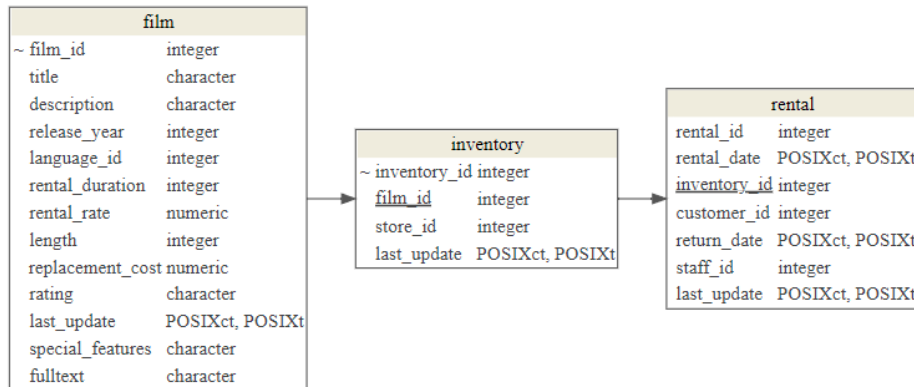 film
~ film_id integer
title character
description character
release_year integer
language_id integer
rental_duration integer
rental_rate numeric
length integer
replacement_cost numeric
rating character
last_update POSIXct, POSIXt
special_features character
fulltext character
inventory
~ inventory_id integer
film_id integer
store_id integer
last_update POSIXct, POSIXt
rental
rental_id integer
rental_date POSIXct, POSIXt
inventory_id integer
customer_id integer
return_date POSIXct, POSIXt
staff_id integer
last_update POSIXct, POSIXt